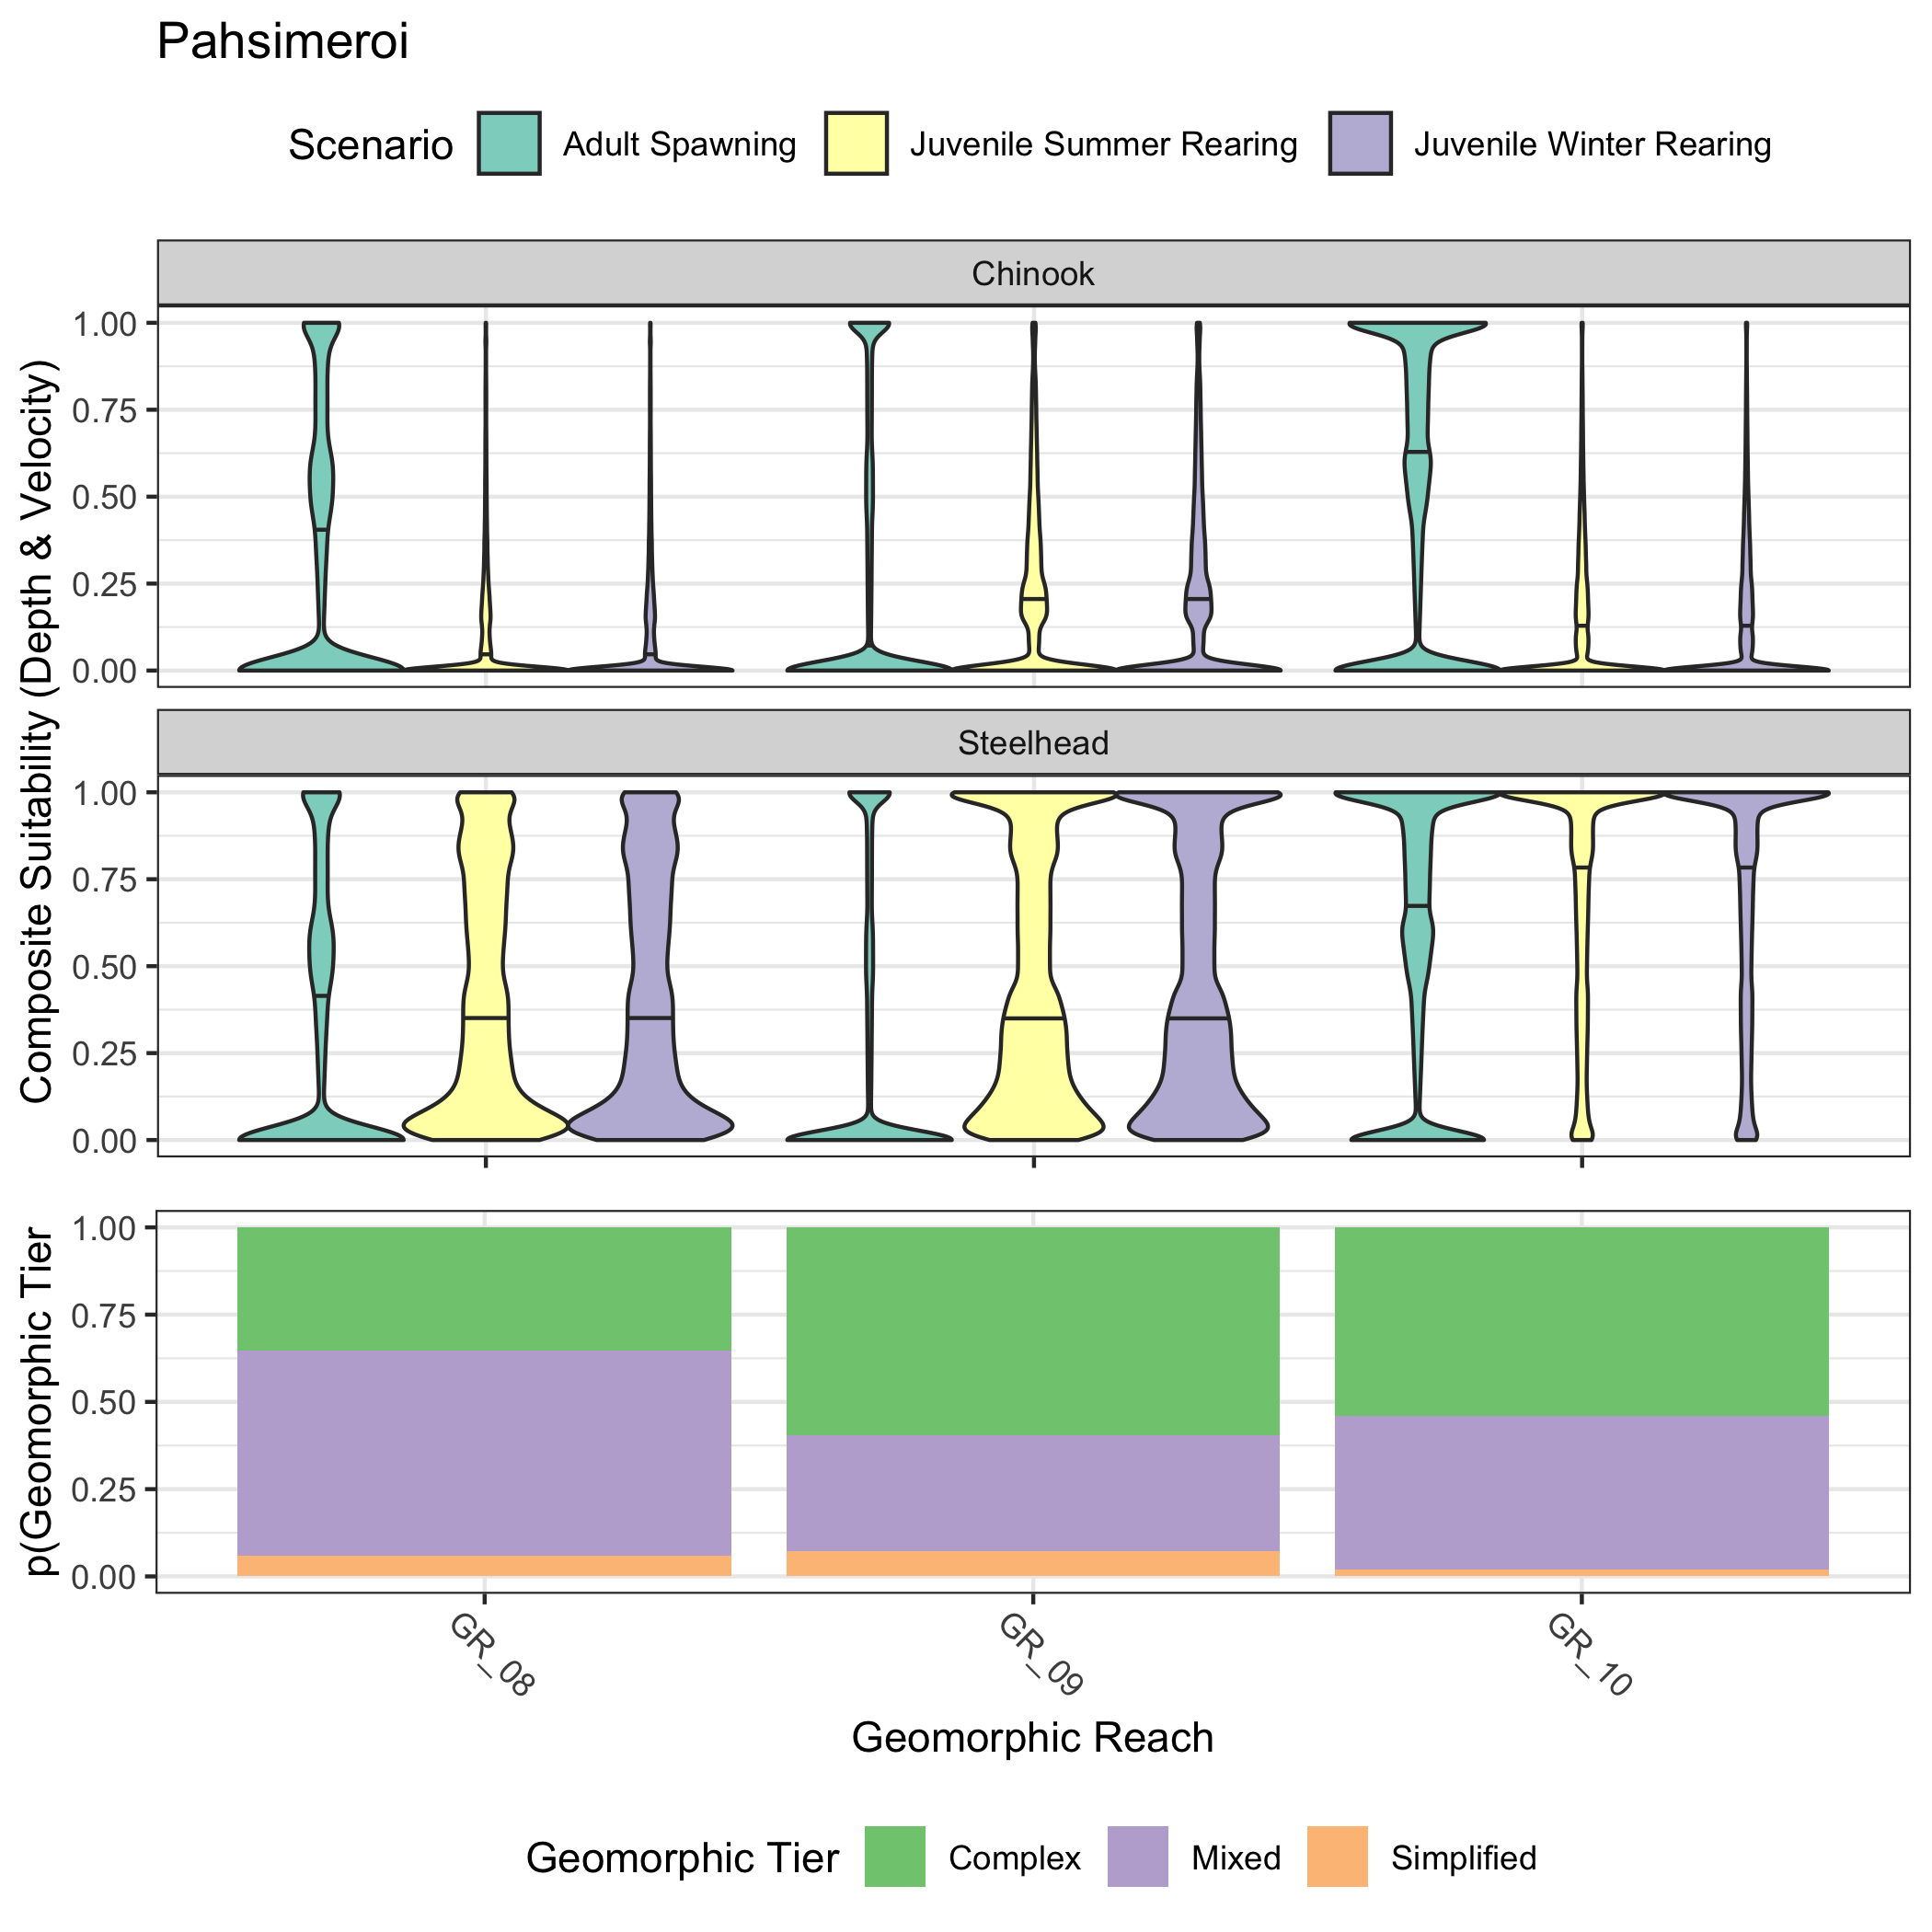 Pahsimeroi
Scenario Adult Spawning Juvenile Summer Rearing Juvenile Winter Rearing
Composite Suitability (Depth & Velocity)
Chinook
1.00
0.75
0.50
0.25
0.00
Steelhead
1.00
0.75
0.50
0.25
0.00
p(Geomorphic Tier
1.00
0.75
0.50
0.25
0.00
GR_08 GR_09 GR_10
Geomorphic Reach
Geomorphic Tier Complex Mixed Simplified